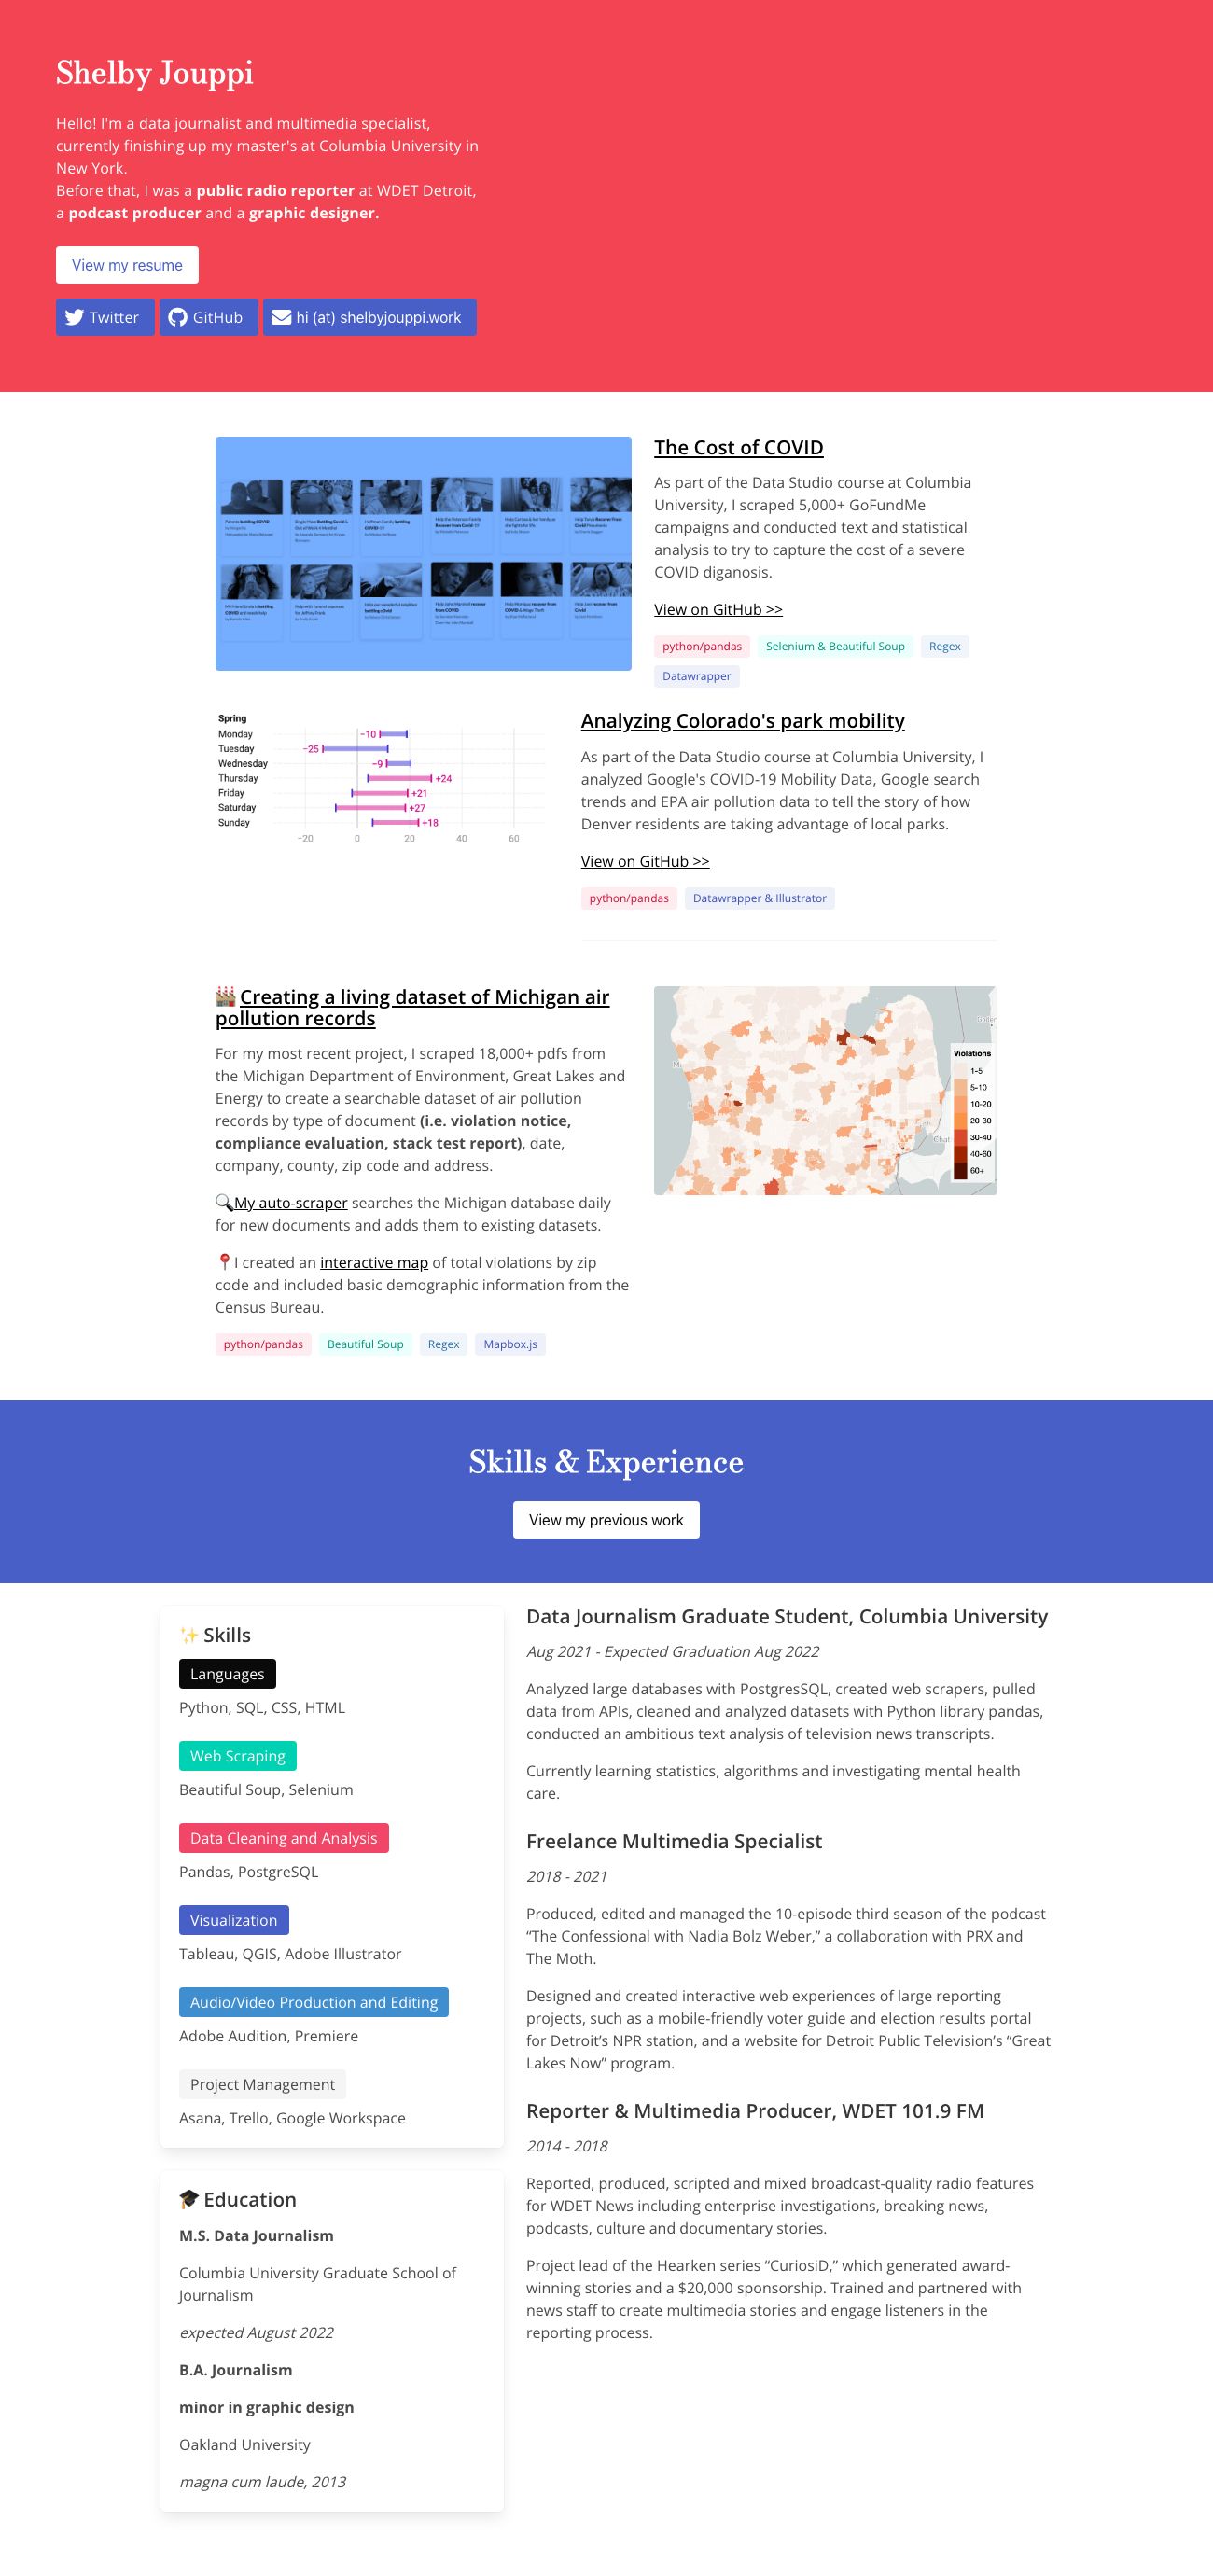 Shelby Jouppi
Hello! I'm a data journalist and multimedia specialist,
currently finishing up my master's at Columbia University in
New York.
Before that, I was a public radio reporter at WDET Detroit,
a podcast producer and a graphic designer.
View my resume
Twitter
GitHub
hi (at) shelbyjouppi.work
The Cost of COVID
As part of the Data Studio course at Columbia
University, I scraped 5,000+ GoFundMe
campaigns and conducted text and statistical
analysis to try to capture the cost of a severe
COVID diganosis.
View on GitHub >>
python/pandas
Selenium & Beautiful Soup
Regex
Datawrapper
Spring
Monday −10
Tuesday −25
Wednesday −9
Thursday +24
Friday +21
Saturday +27
Sunday +18
−20 0 20 40 60
Analyzing Colorado's park mobility
As part of the Data Studio course at Columbia University, I
analyzed Google's COVID-19 Mobility Data, Google search
trends and EPA air pollution data to tell the story of how
Denver residents are taking advantage of local parks.
View on GitHub >>
python/pandas
Datawrapper & Illustrator
Creating a living dataset of Michigan air
pollution records
For my most recent project, I scraped 18,000+ pdfs from
the Michigan Department of Environment, Great Lakes and
Energy to create a searchable dataset of air pollution
records by type of document (i.e. violation notice,
compliance evaluation, stack test report), date,
company, county, zip code and address.
My auto-scraper searches the Michigan database daily
for new documents and adds them to existing datasets.
I created an interactive map of total violations by zip
code and included basic demographic information from the
Census Bureau.
python/pandas
Beautiful Soup
Regex
Mapbox.js
Violations
1-5
5-10
10-20
20-30
30-40
40-60
60+
Skills & Experience
View my previous work
✨ Skills
Languages
Python, SQL, CSS, HTML
Web Scraping
Beautiful Soup, Selenium
Data Cleaning and Analysis
Pandas, PostgreSQL
Visualization
Tableau, QGIS, Adobe Illustrator
Audio/Video Production and Editing
Adobe Audition, Premiere
Project Management
Asana, Trello, Google Workspace
🎓 Education
M.S. Data Journalism
Columbia University Graduate School of
Journalism
expected August 2022
B.A. Journalism
minor in graphic design
Oakland University
magna cum laude, 2013
Data Journalism Graduate Student, Columbia University
Aug 2021 - Expected Graduation Aug 2022
Analyzed large databases with PostgresSQL, created web scrapers, pulled
data from APIs, cleaned and analyzed datasets with Python library pandas,
conducted an ambitious text analysis of television news transcripts.
Currently learning statistics, algorithms and investigating mental health
care.
Freelance Multimedia Specialist
2018 - 2021
Produced, edited and managed the 10-episode third season of the podcast
“The Confessional with Nadia Bolz Weber,” a collaboration with PRX and
The Moth.
Designed and created interactive web experiences of large reporting
projects, such as a mobile-friendly voter guide and election results portal
for Detroit’s NPR station, and a website for Detroit Public Television’s “Great
Lakes Now” program.
Reporter & Multimedia Producer, WDET 101.9 FM
2014 - 2018
Reported, produced, scripted and mixed broadcast-quality radio features
for WDET News including enterprise investigations, breaking news,
podcasts, culture and documentary stories.
Project lead of the Hearken series “CuriosiD,” which generated award-
winning stories and a $20,000 sponsorship. Trained and partnered with
news staff to create multimedia stories and engage listeners in the
reporting process.